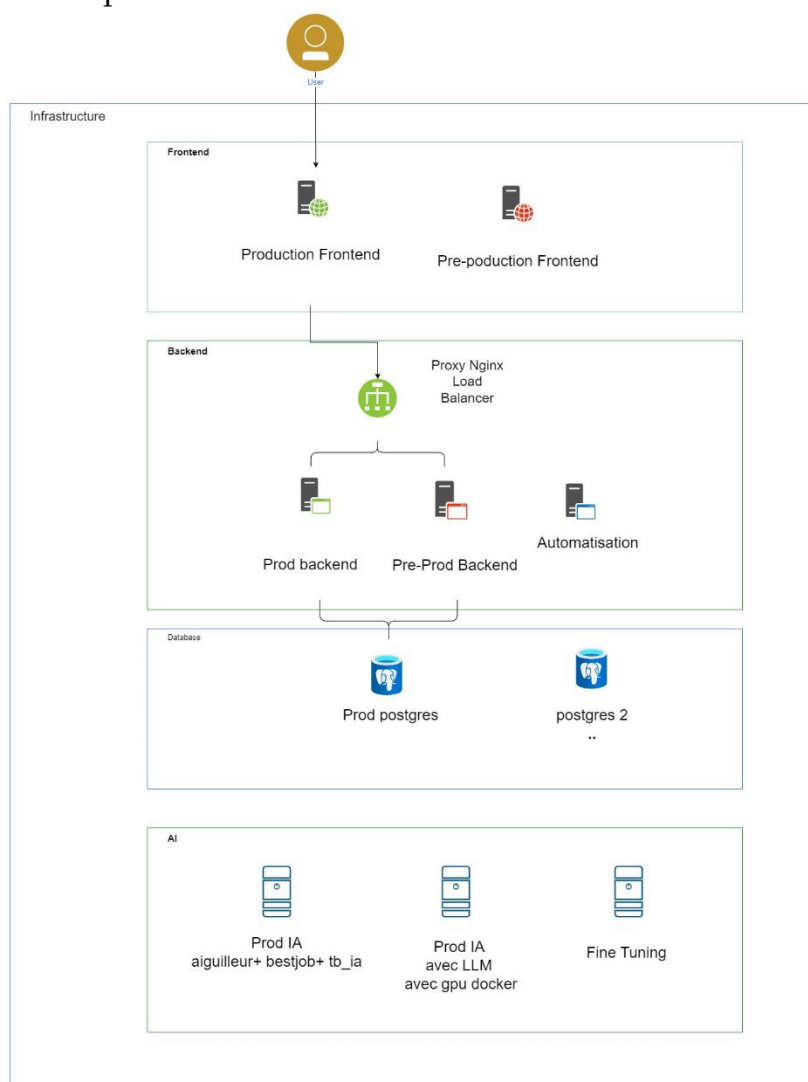 User
Infrastructure
Frontend
Production Frontend
Pre-poduction Frontend
Backend
Proxy Nginx
Load
Balancer
Prod backend
Pre-Prod Backend
Automatisation
Database
Prod postgres
postgres 2
..
AI
Prod IA
aiguilleur+ bestjob+ tb_ia
Prod IA
avec LLM
avec gpu docker
Fine Tuning